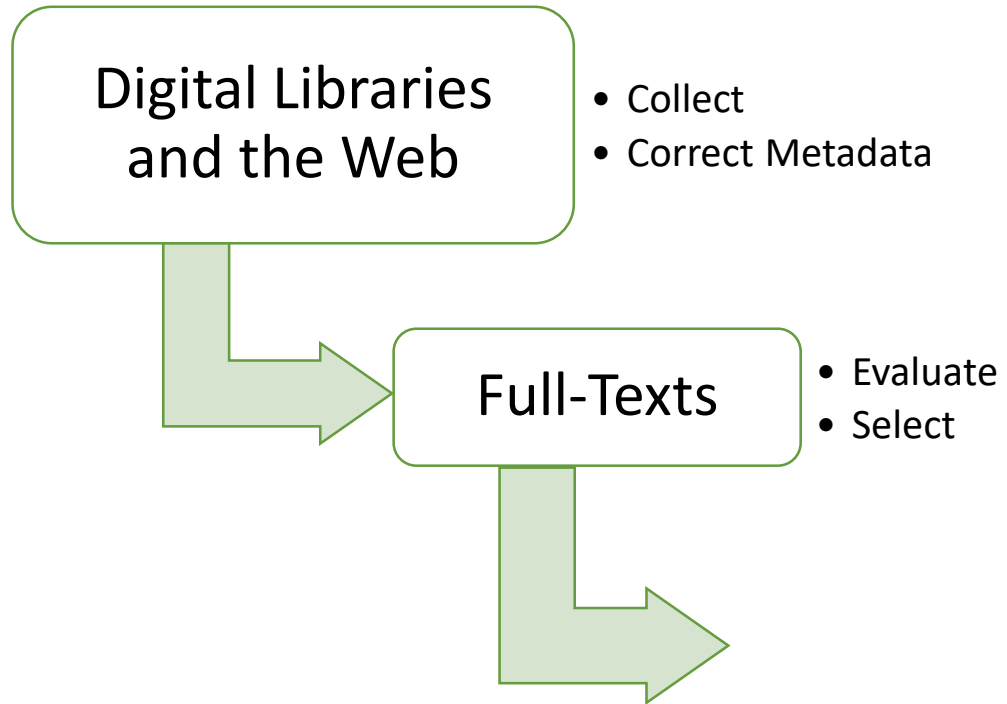 Digital Libraries
and the Web
• Collect
• Correct Metadata
Full-Texts
• Evaluate
• Select